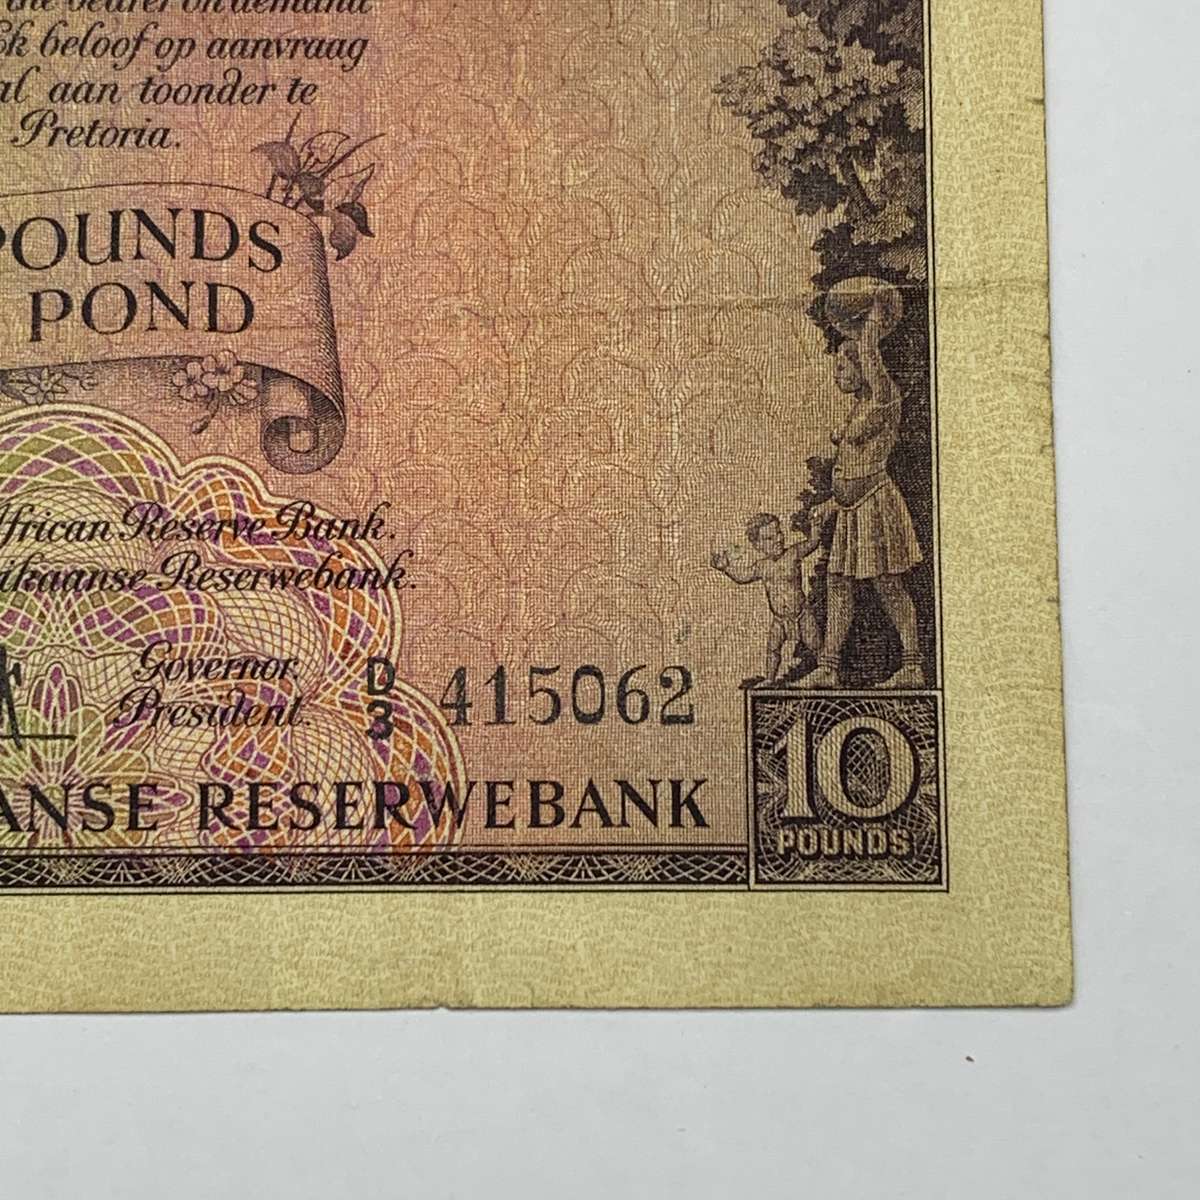 the bearer on demand
Ek beloof op aanvraag
aan toonder te
Pretoria.
POUNDS
POND
African Reserve Bank.
Reserwebank.
Governor
President.
D/3 415062
ANSE RESERWEBANK
10
POUNDS